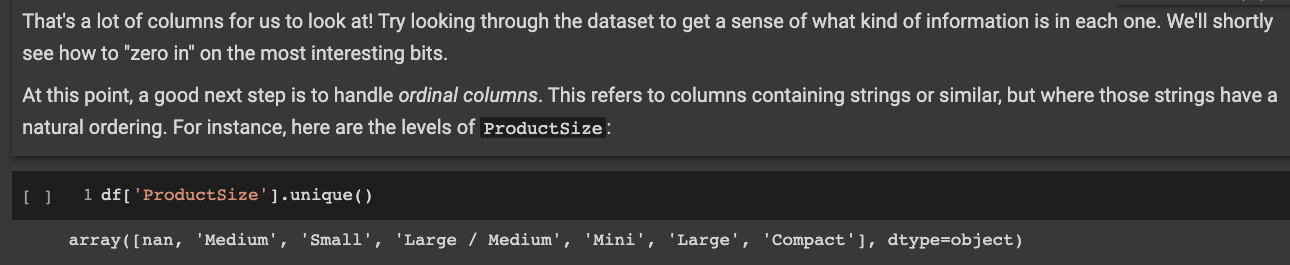 That's a lot of columns for us to look at! Try looking through the dataset to get a sense of what kind of information is in each one. We'll shortly
see how to "zero in" on the most interesting bits.
At this point, a good next step is to handle ordinal columns. This refers to columns containing strings or similar, but where those strings have a
natural ordering. For instance, here are the levels of ProductSize:
[ ] 1 df['ProductSize'].unique()
array([nan, 'Medium', 'Small', 'Large / Medium', 'Mini', 'Large', 'Compact'], dtype=object)